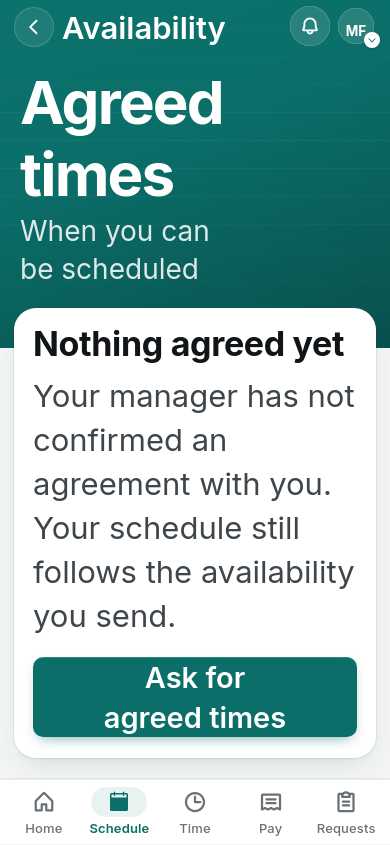 Availability
MF
Agreed
times
When you can
be scheduled
Nothing agreed yet
Your manager has not
confirmed an
agreement with you.
Your schedule still
follows the availability
you send.
Ask for
agreed times
Home
Schedule
Time
Pay
Requests